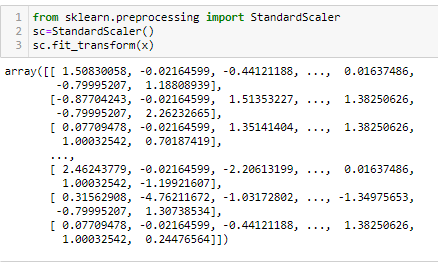 1 from sklearn.preprocessing import StandardScaler
2 sc=StandardScaler()
3 sc.fit_transform(x)
array([[ 1.50830058, -0.02164599, -0.44121188, ..., 0.01637486,
-0.79995207, 1.18808939],
[-0.87704243, -0.02164599, 1.51353227, ..., 1.38250626,
-0.79995207, 2.26232665],
[ 0.07709478, -0.02164599, 1.35141404, ..., 1.38250626,
1.00032542, 0.70187419],
...,
[ 2.46243779, -0.02164599, -2.20613199, ..., 0.01637486,
1.00032542, -1.19921607],
[ 0.31562908, -4.76211672, -1.03172802, ..., -1.34975653,
-0.79995207, 1.30738534],
[ 0.07709478, -0.02164599, -0.44121188, ..., 1.38250626,
1.00032542, 0.24476564]])